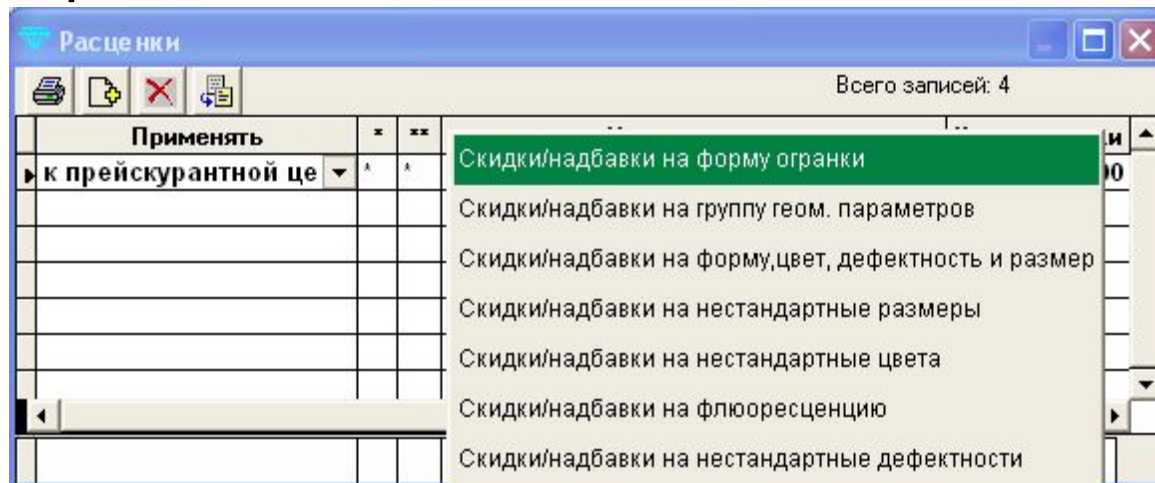 Расценки
Всего записей: 4
Применять * **
к прейскурантной це * *
Скидки/надбавки на форму огранки
Скидки/надбавки на группу геом. параметров
Скидки/надбавки на форму,цвет, дефектность и размер
Скидки/надбавки на нестандартные размеры
Скидки/надбавки на нестандартные цвета
Скидки/надбавки на флюоресценцию
Скидки/надбавки на нестандартные дефектности